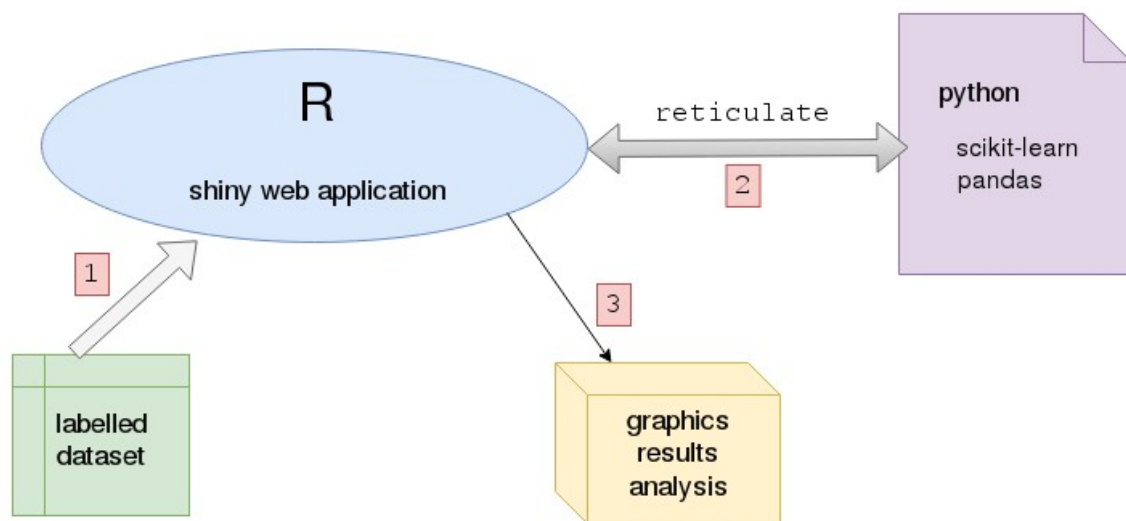 R
shiny web application
reticulate
2
python
scikit-learn
pandas
1
labelled
dataset
3
graphics
results
analysis